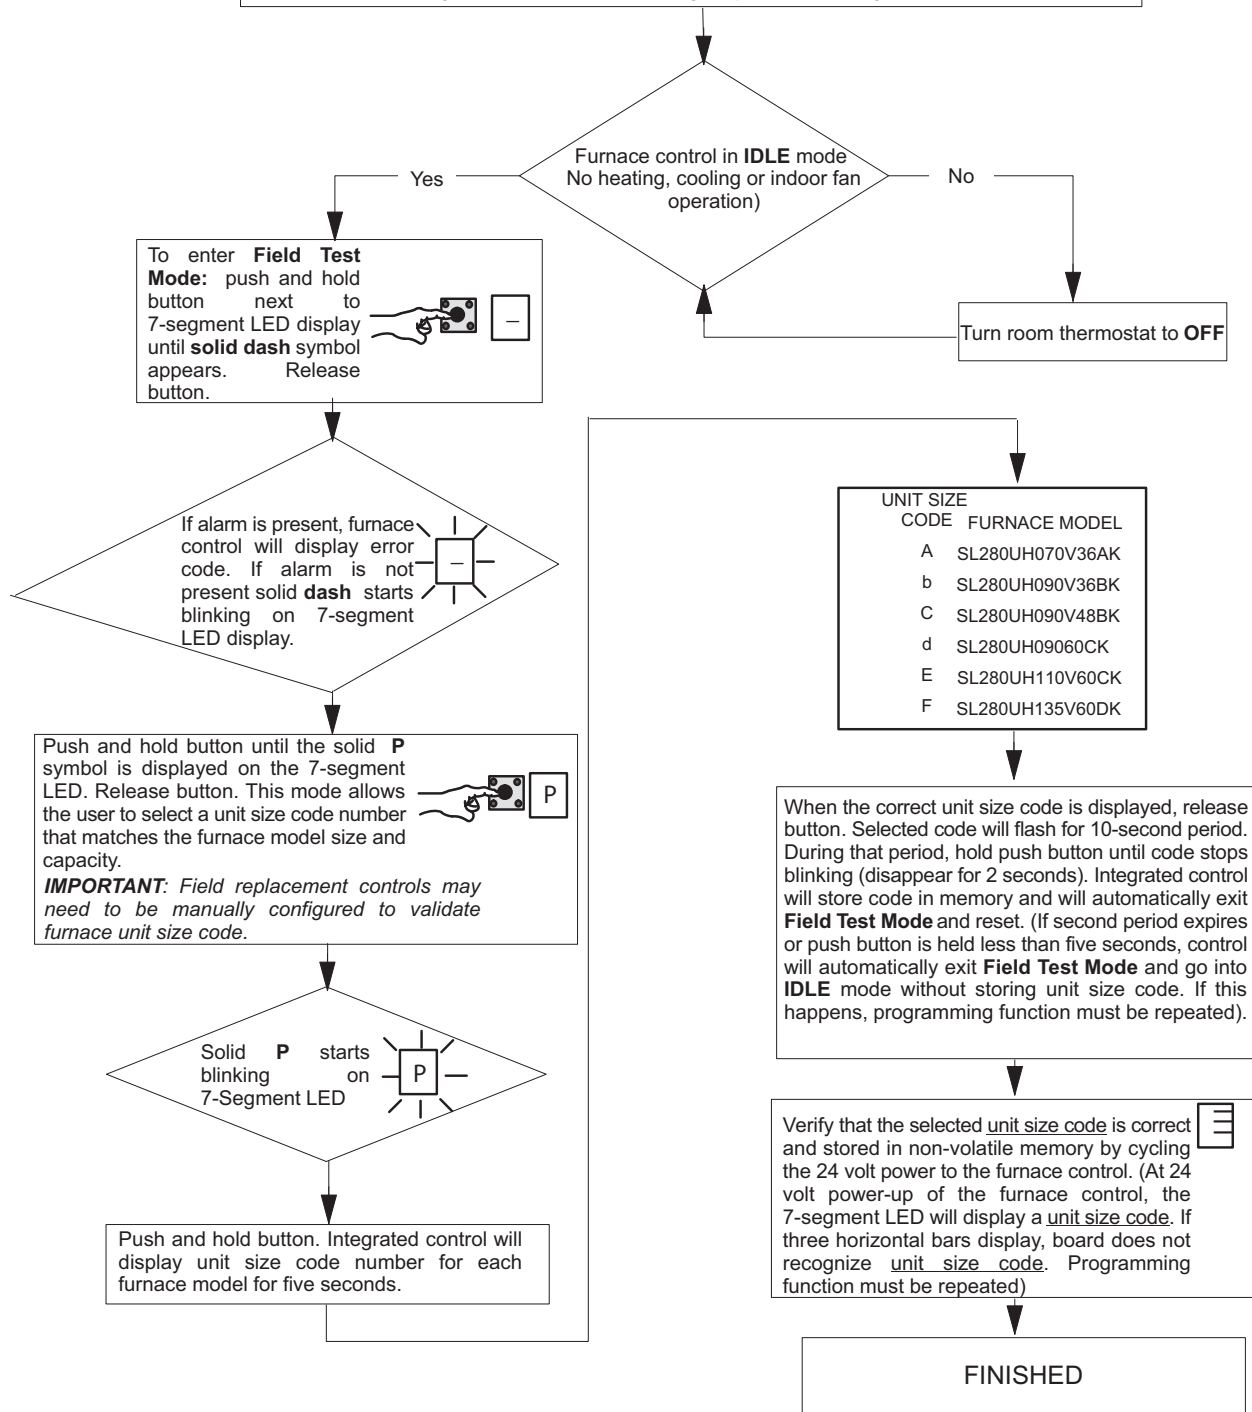 Furnace control in IDLE mode
No heating, cooling or indoor fan
operation)
Yes
No
Turn room thermostat to OFF
To enter Field Test
Mode: push and hold
button next to
7-segment LED display
until solid dash symbol
appears. Release
button.
–
If alarm is present, furnace
control will display error
code. If alarm is not
present solid dash starts
blinking on 7-segment
LED display.
–
Push and hold button until the solid P
symbol is displayed on the 7-segment
LED. Release button. This mode allows
the user to select a unit size code number
that matches the furnace model size and
capacity.
IMPORTANT: Field replacement controls may
need to be manually configured to validate
furnace unit size code.
P
Solid P starts
blinking on
7-Segment LED
P
Push and hold button. Integrated control will
display unit size code number for each
furnace model for five seconds.
UNIT SIZE
CODE FURNACE MODEL
A SL280UH070V36AK
b SL280UH090V36BK
C SL280UH090V48BK
d SL280UH09060CK
E SL280UH110V60CK
F SL280UH135V60DK
When the correct unit size code is displayed, release
button. Selected code will flash for 10-second period.
During that period, hold push button until code stops
blinking (disappear for 2 seconds). Integrated control
will store code in memory and will automatically exit
Field Test Mode and reset. (If second period expires
or push button is held less than five seconds, control
will automatically exit Field Test Mode and go into
IDLE mode without storing unit size code. If this
happens, programming function must be repeated).
Verify that the selected unit size code is correct
and stored in non-volatile memory by cycling
the 24 volt power to the furnace control. (At 24
volt power-up of the furnace control, the
7-segment LED will display a unit size code. If
three horizontal bars display, board does not
recognize unit size code. Programming
function must be repeated)
FINISHED